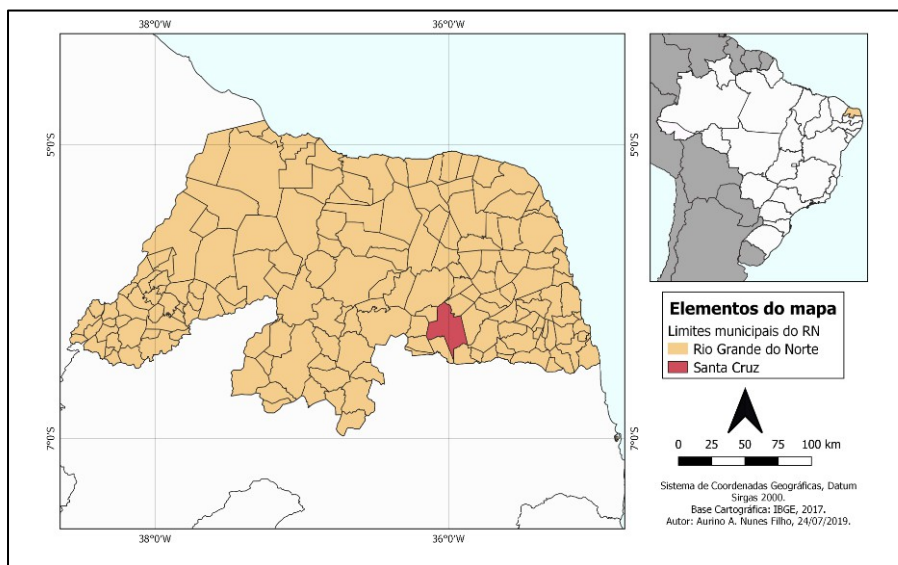 38°0'W
36°0'W
5°0'S
5°0'S
7°0'S
7°0'S
38°0'W
36°0'W
Elementos do mapa
Limites municipais do RN
Rio Grande do Norte
Santa Cruz
0 25 50 75 100 km
Sistema de Coordenadas Geográficas, Datum
Sirgas 2000.
Base Cartográfica: IBGE, 2017.
Autor: Aurino A. Nunes Filho, 24/07/2019.